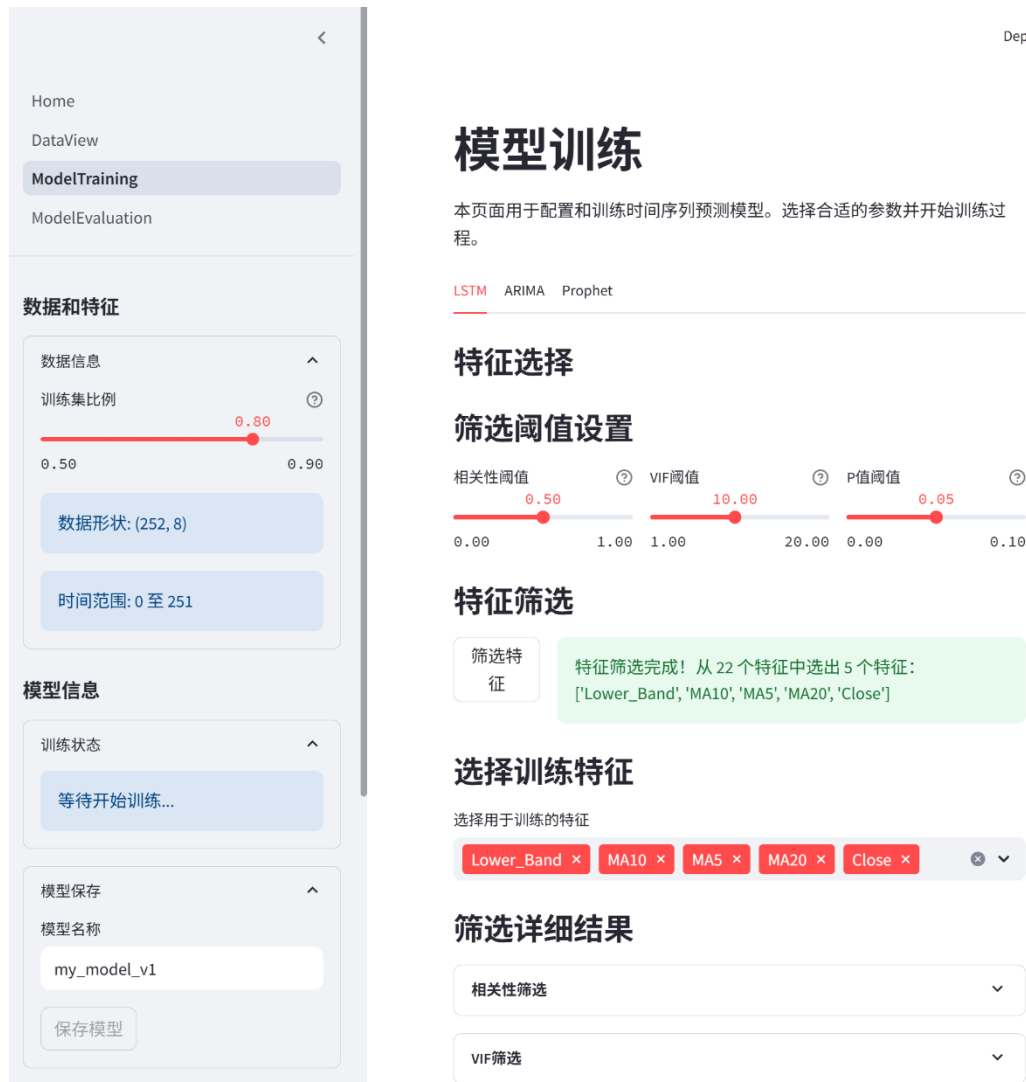 Dep
Home
DataView
ModelTraining
ModelEvaluation
数据和特征
数据信息
训练集比例
0.80
0.50 0.90
数据形状: (252, 8)
时间范围: 0 至 251
模型信息
训练状态
等待开始训练...
模型保存
模型名称
my_model_v1
保存模型
模型训练
本页面用于配置和训练时间序列预测模型。选择合适的参数并开始训练过
程。
LSTM ARIMA Prophet
特征选择
筛选阈值设置
相关性阈值 VIF阈值 P值阈值
0.50 10.00 0.05
0.00 1.00 1.00 20.00 0.00 0.10
特征筛选
筛选特
征
特征筛选完成！从 22 个特征中选出 5 个特征：
['Lower_Band', 'MA10', 'MA5', 'MA20', 'Close']
选择训练特征
选择用于训练的特征
Lower_Band × MA10 × MA5 × MA20 × Close ×
筛选详细结果
相关性筛选
VIF筛选